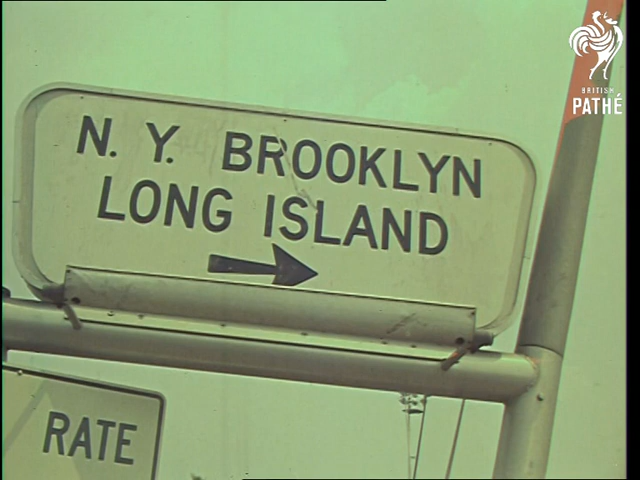 BRITISH
PATHÉ
N. Y. BROOKLYN
LONG ISLAND
RATE